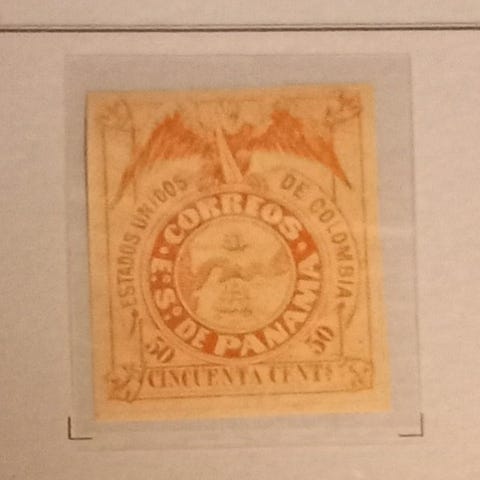 ESTADOS UNIDOS DE COLOMBIA
CORREOS
E. S. DE PANAMA
50 50
CINCUENTA CENTS